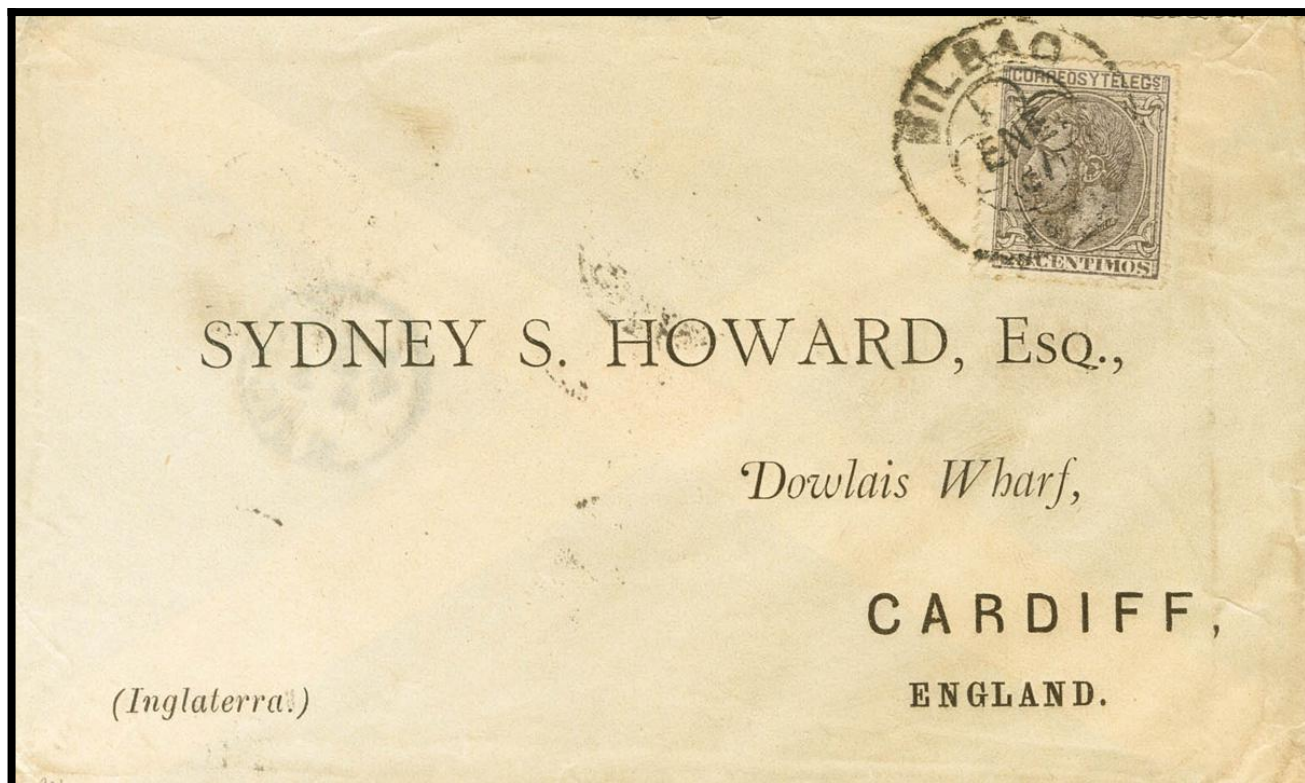 BILBAO
CORREOS Y TELEGS
ENE
CENTIMOS
SYDNEY S. HOWARD, ESQ.,
Dowlais Wharf,
CARDIFF,
ENGLAND.
(Inglaterra.)